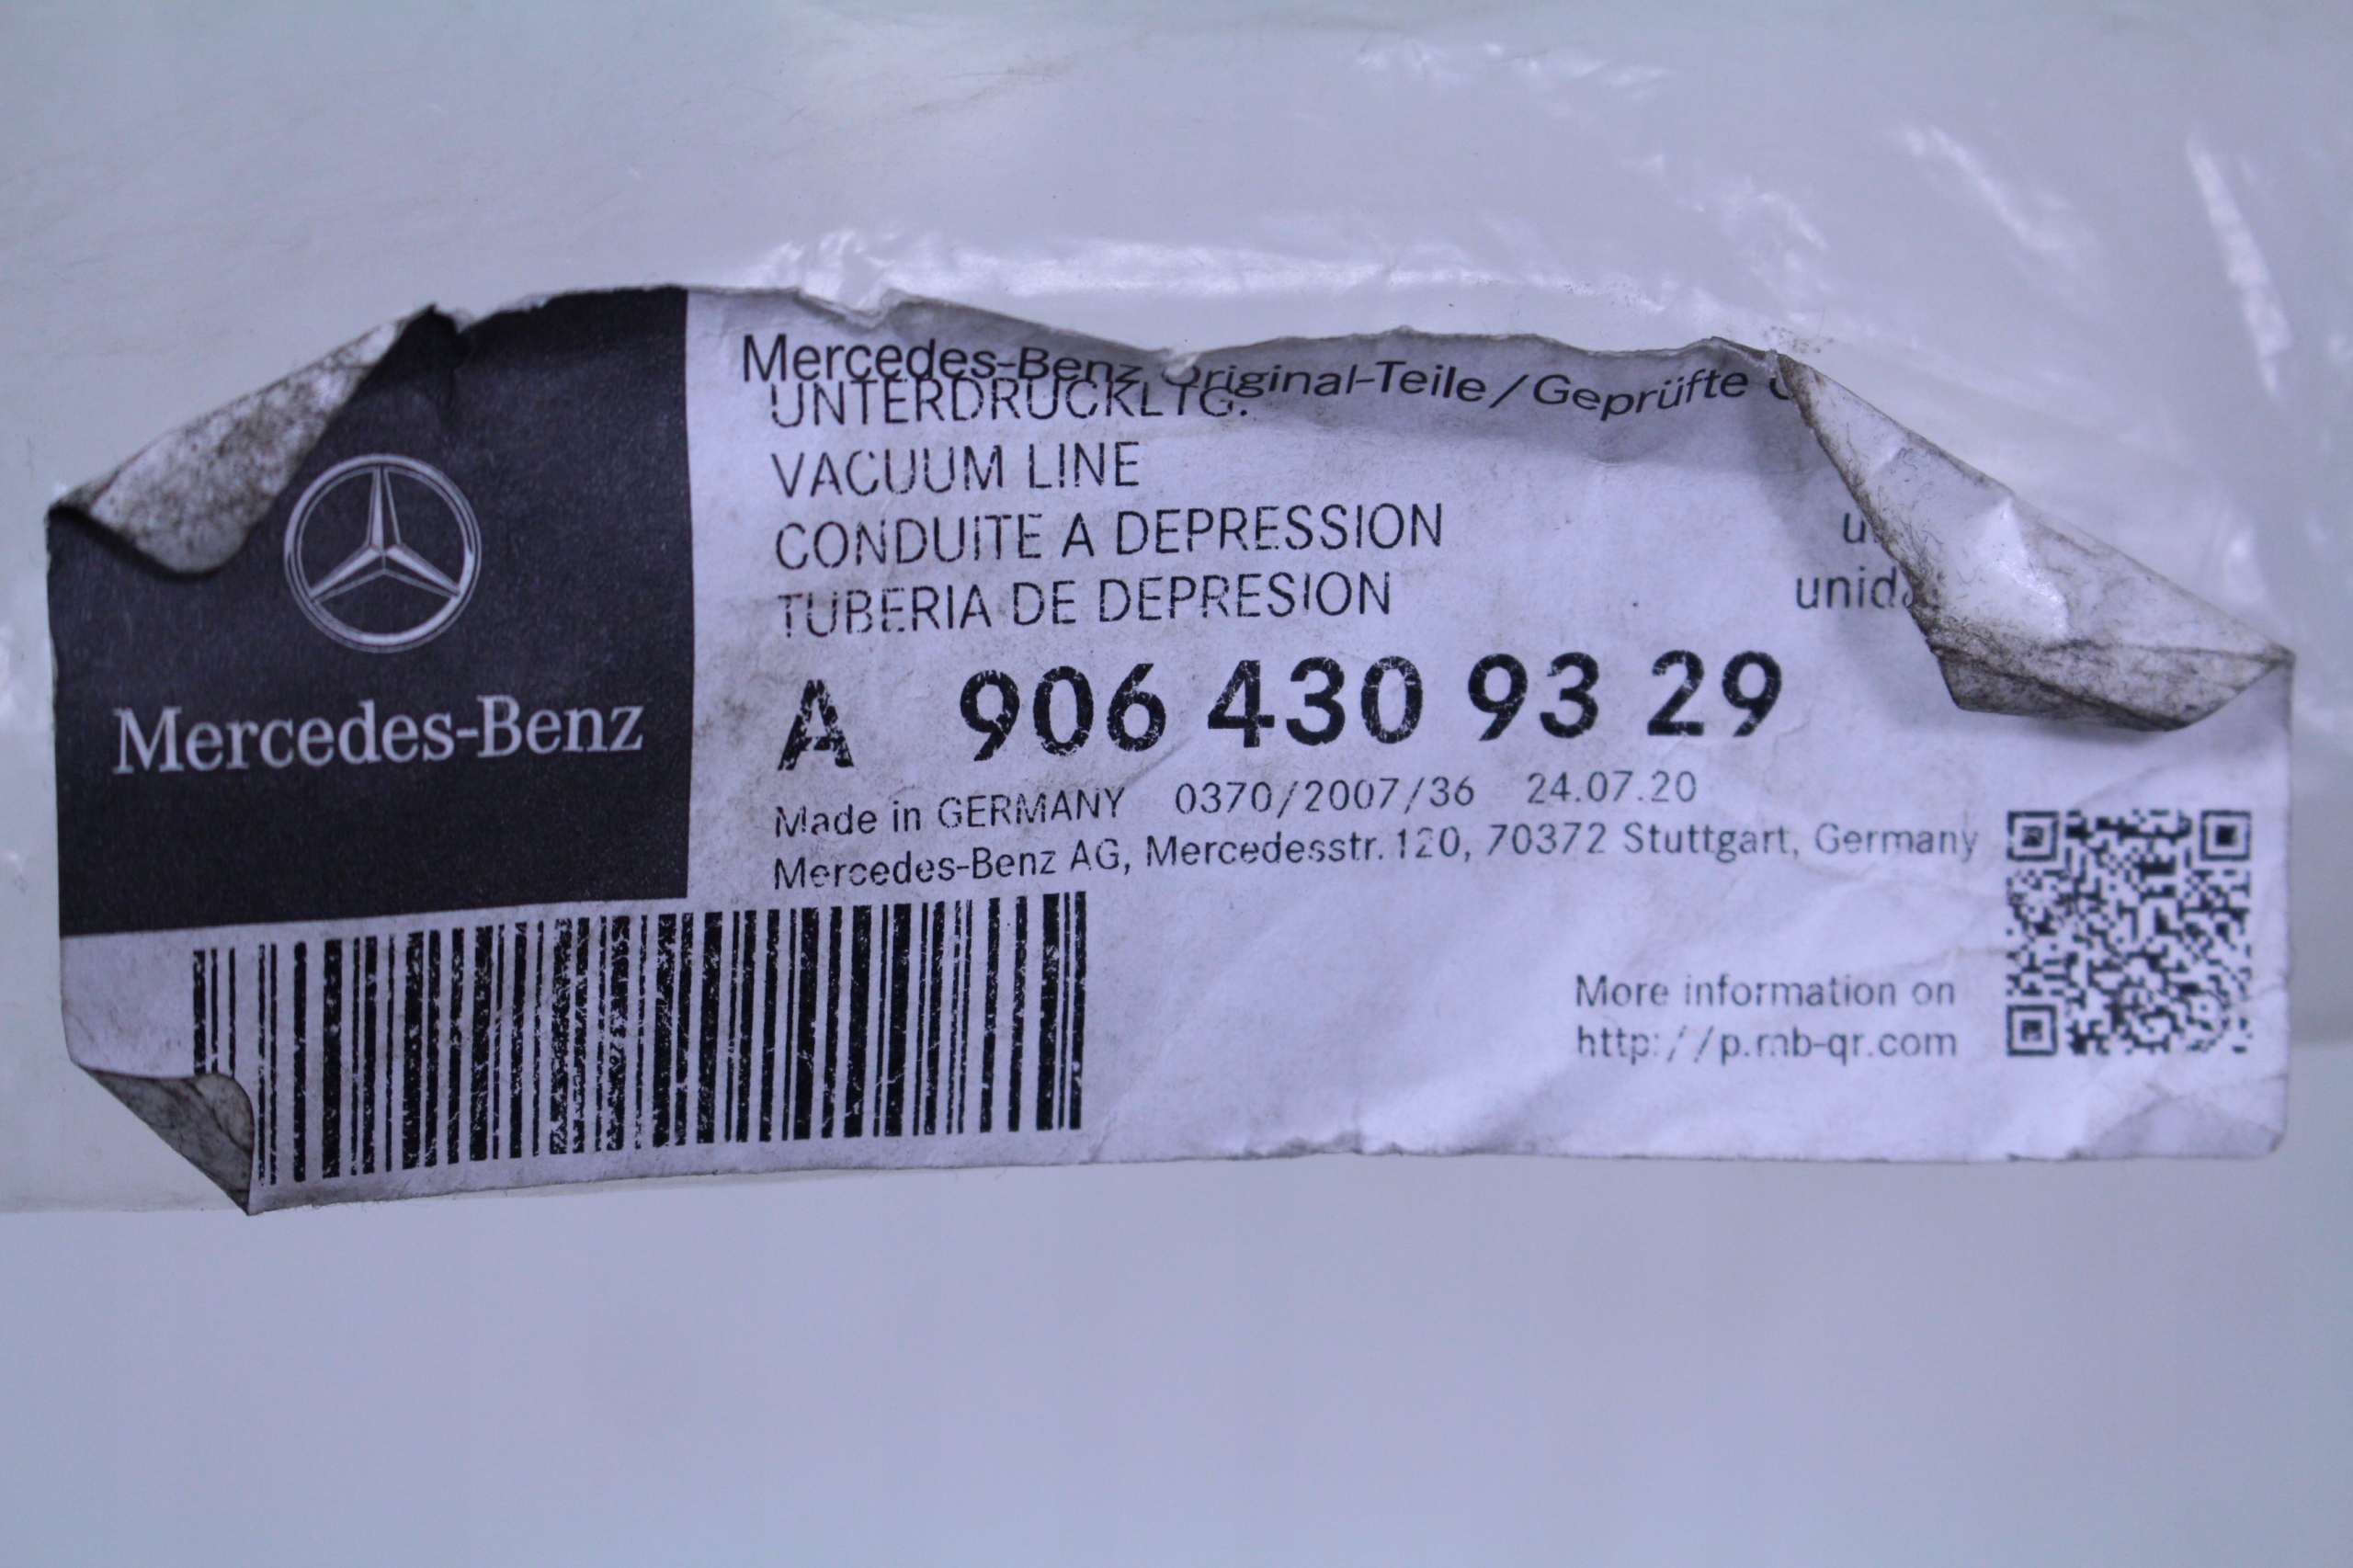 Mercedes-Benz Original-Teile/Geprüfte
UNTERDRUCKLTG.
VACUUM LINE
CONDUITE A DEPRESSION
TUBERIA DE DEPRESION
A 906 430 93 29
Made in GERMANY 0370/2007/36 24.07.20
Mercedes-Benz AG, Mercedesstr. 120, 70372 Stuttgart, Germany
Mercedes-Benz
More information on
http://p.mb-qr.com